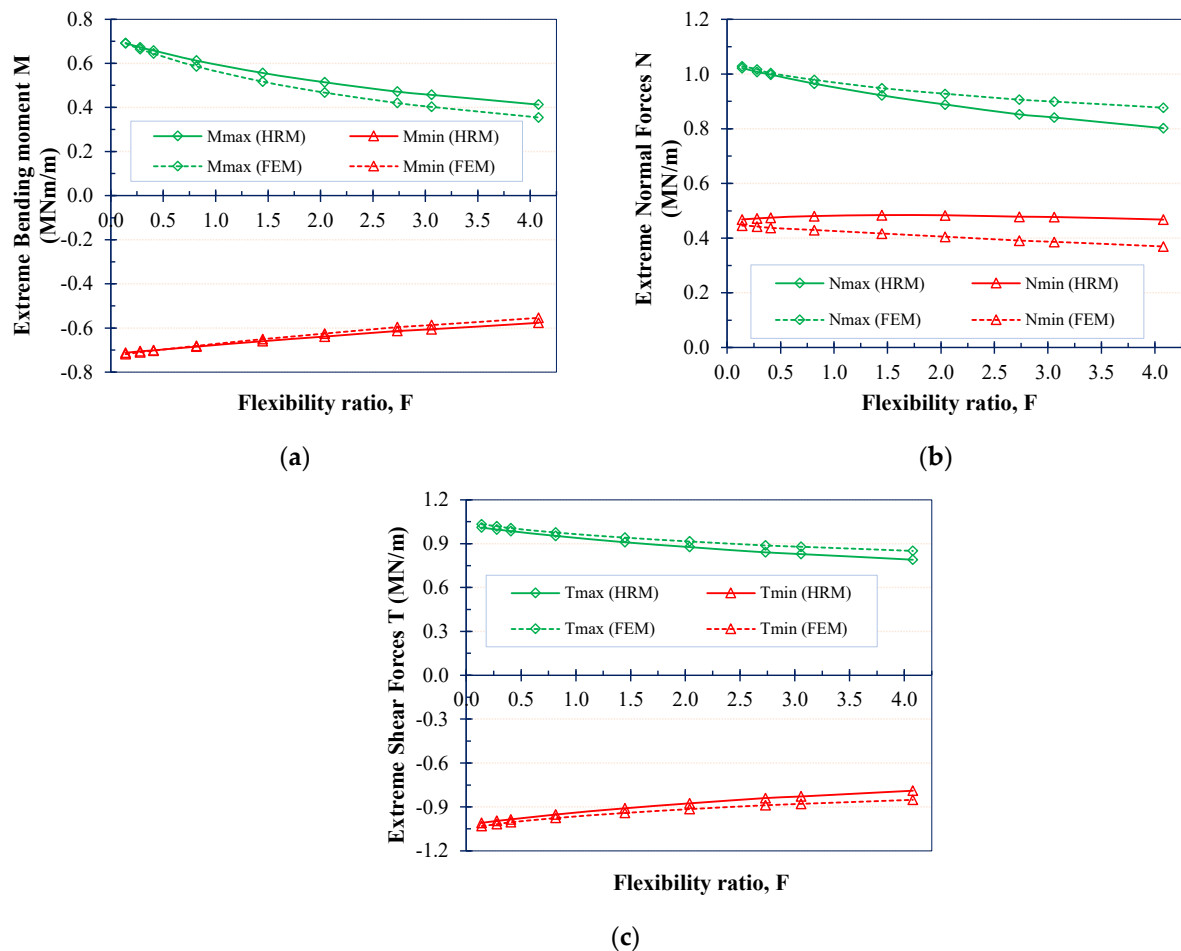 0.8
0.6
0.4
0.2
0.0
-0.2
-0.4
-0.6
-0.8
Extreme Bending moment M
(MNm/m)
Mmax (HRM) Mmin (HRM)
Mmax (FEM) Mmin (FEM)
0.0 0.5 1.0 1.5 2.0 2.5 3.0 3.5 4.0
Flexibility ratio, F
(a)
1.2
1.0
0.8
0.6
0.4
0.2
0.0
Extreme Normal Forces N
(MN/m)
Nmax (HRM) Nmin (HRM)
Nmax (FEM) Nmin (FEM)
0.0 0.5 1.0 1.5 2.0 2.5 3.0 3.5 4.0
Flexibility ratio, F
(b)
1.2
0.9
0.6
0.3
0.0
-0.3
-0.6
-0.9
-1.2
Extreme Shear Forces T (MN/m)
Tmax (HRM) Tmin (HRM)
Tmax (FEM) Tmin (FEM)
0.0 0.5 1.0 1.5 2.0 2.5 3.0 3.5 4.0
Flexibility ratio, F
(c)